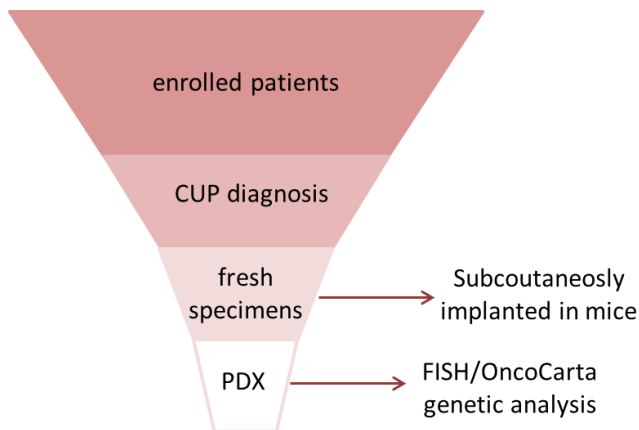 enrolled patients
CUP diagnosis
fresh
specimens
Subcoutaneosly
implanted in mice
PDX
FISH/OncoCarta
genetic analysis